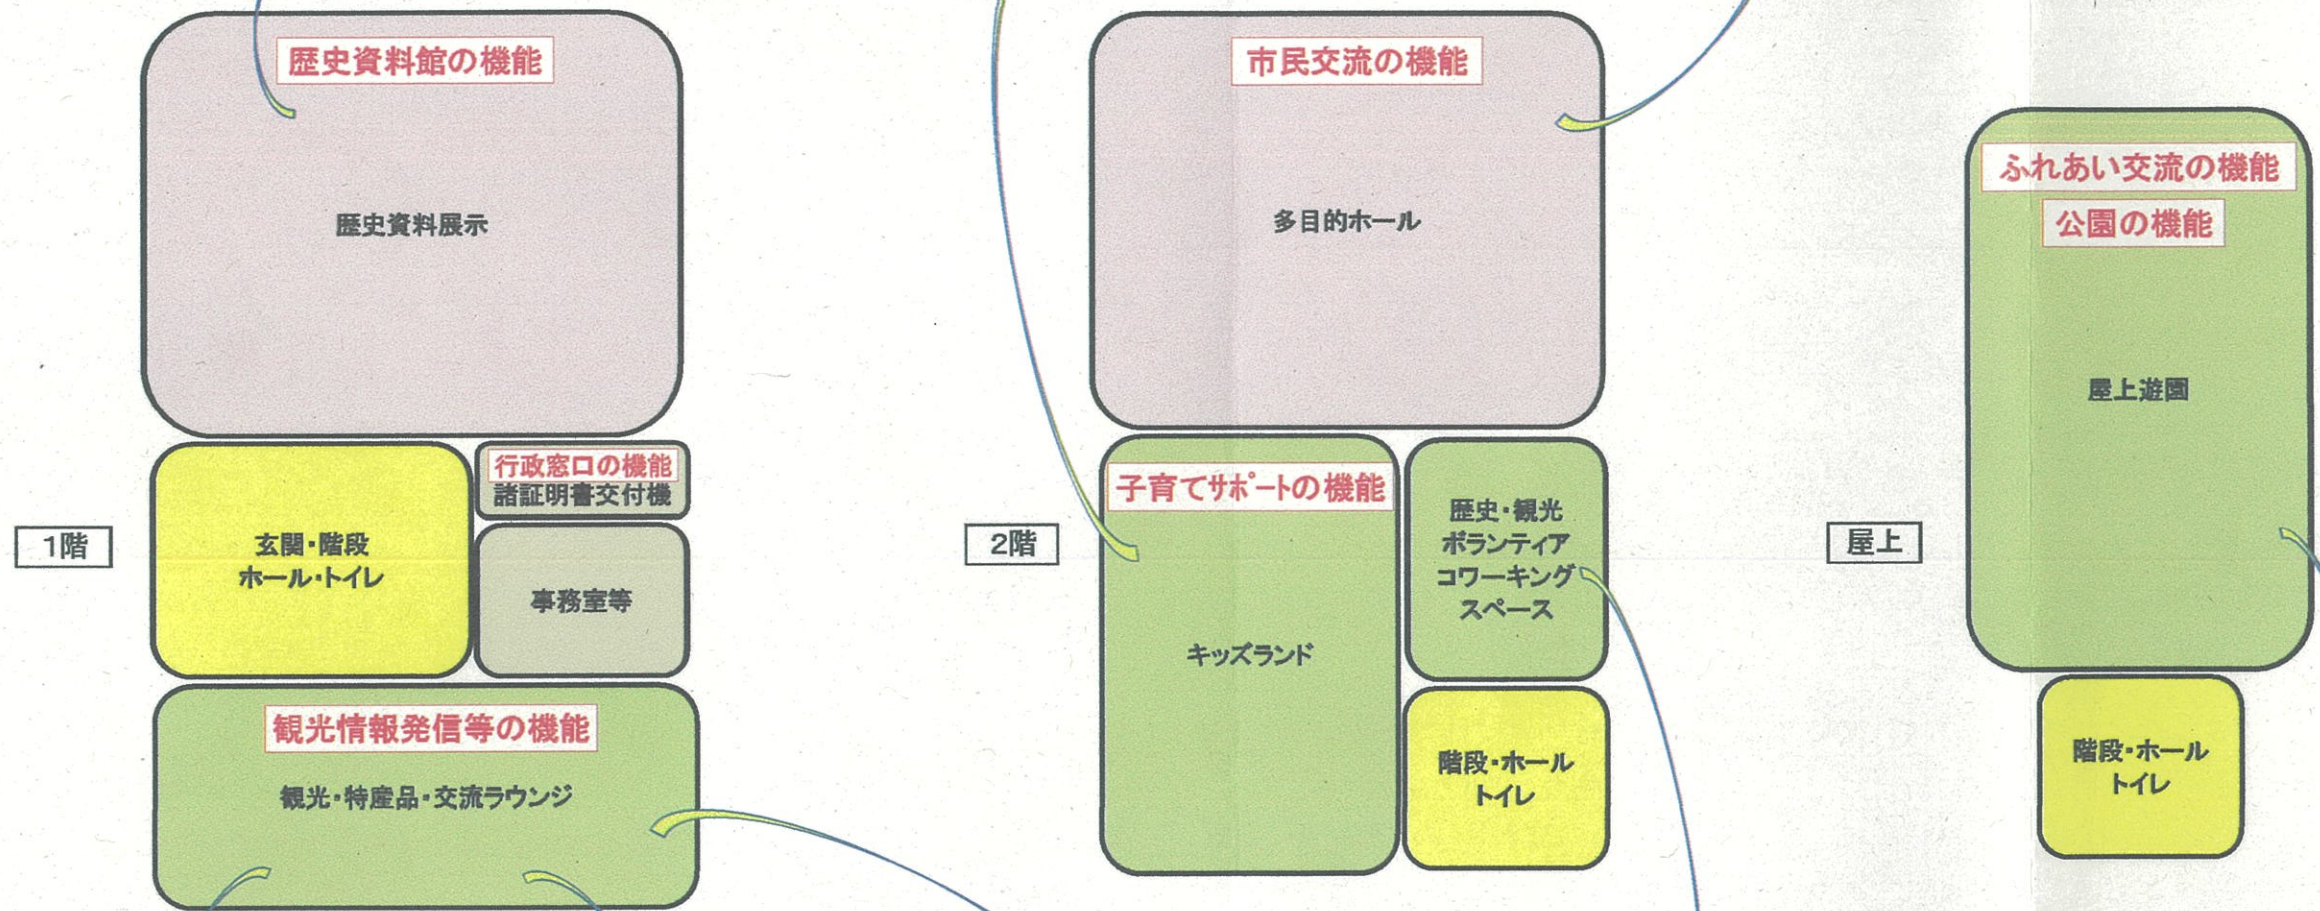 1階
歴史資料館の機能
歴史資料展示
玄関・階段
ホール・トイレ
行政窓口の機能
諸証明書交付機
事務室等
観光情報発信等の機能
観光・特産品・交流ラウンジ
2階
市民交流の機能
多目的ホール
子育てサポートの機能
キッズランド
歴史・観光
ボランティア
コワーキング
スペース
階段・ホール
トイレ
屋上
ふれあい交流の機能
公園の機能
屋上遊園
階段・ホール
トイレ